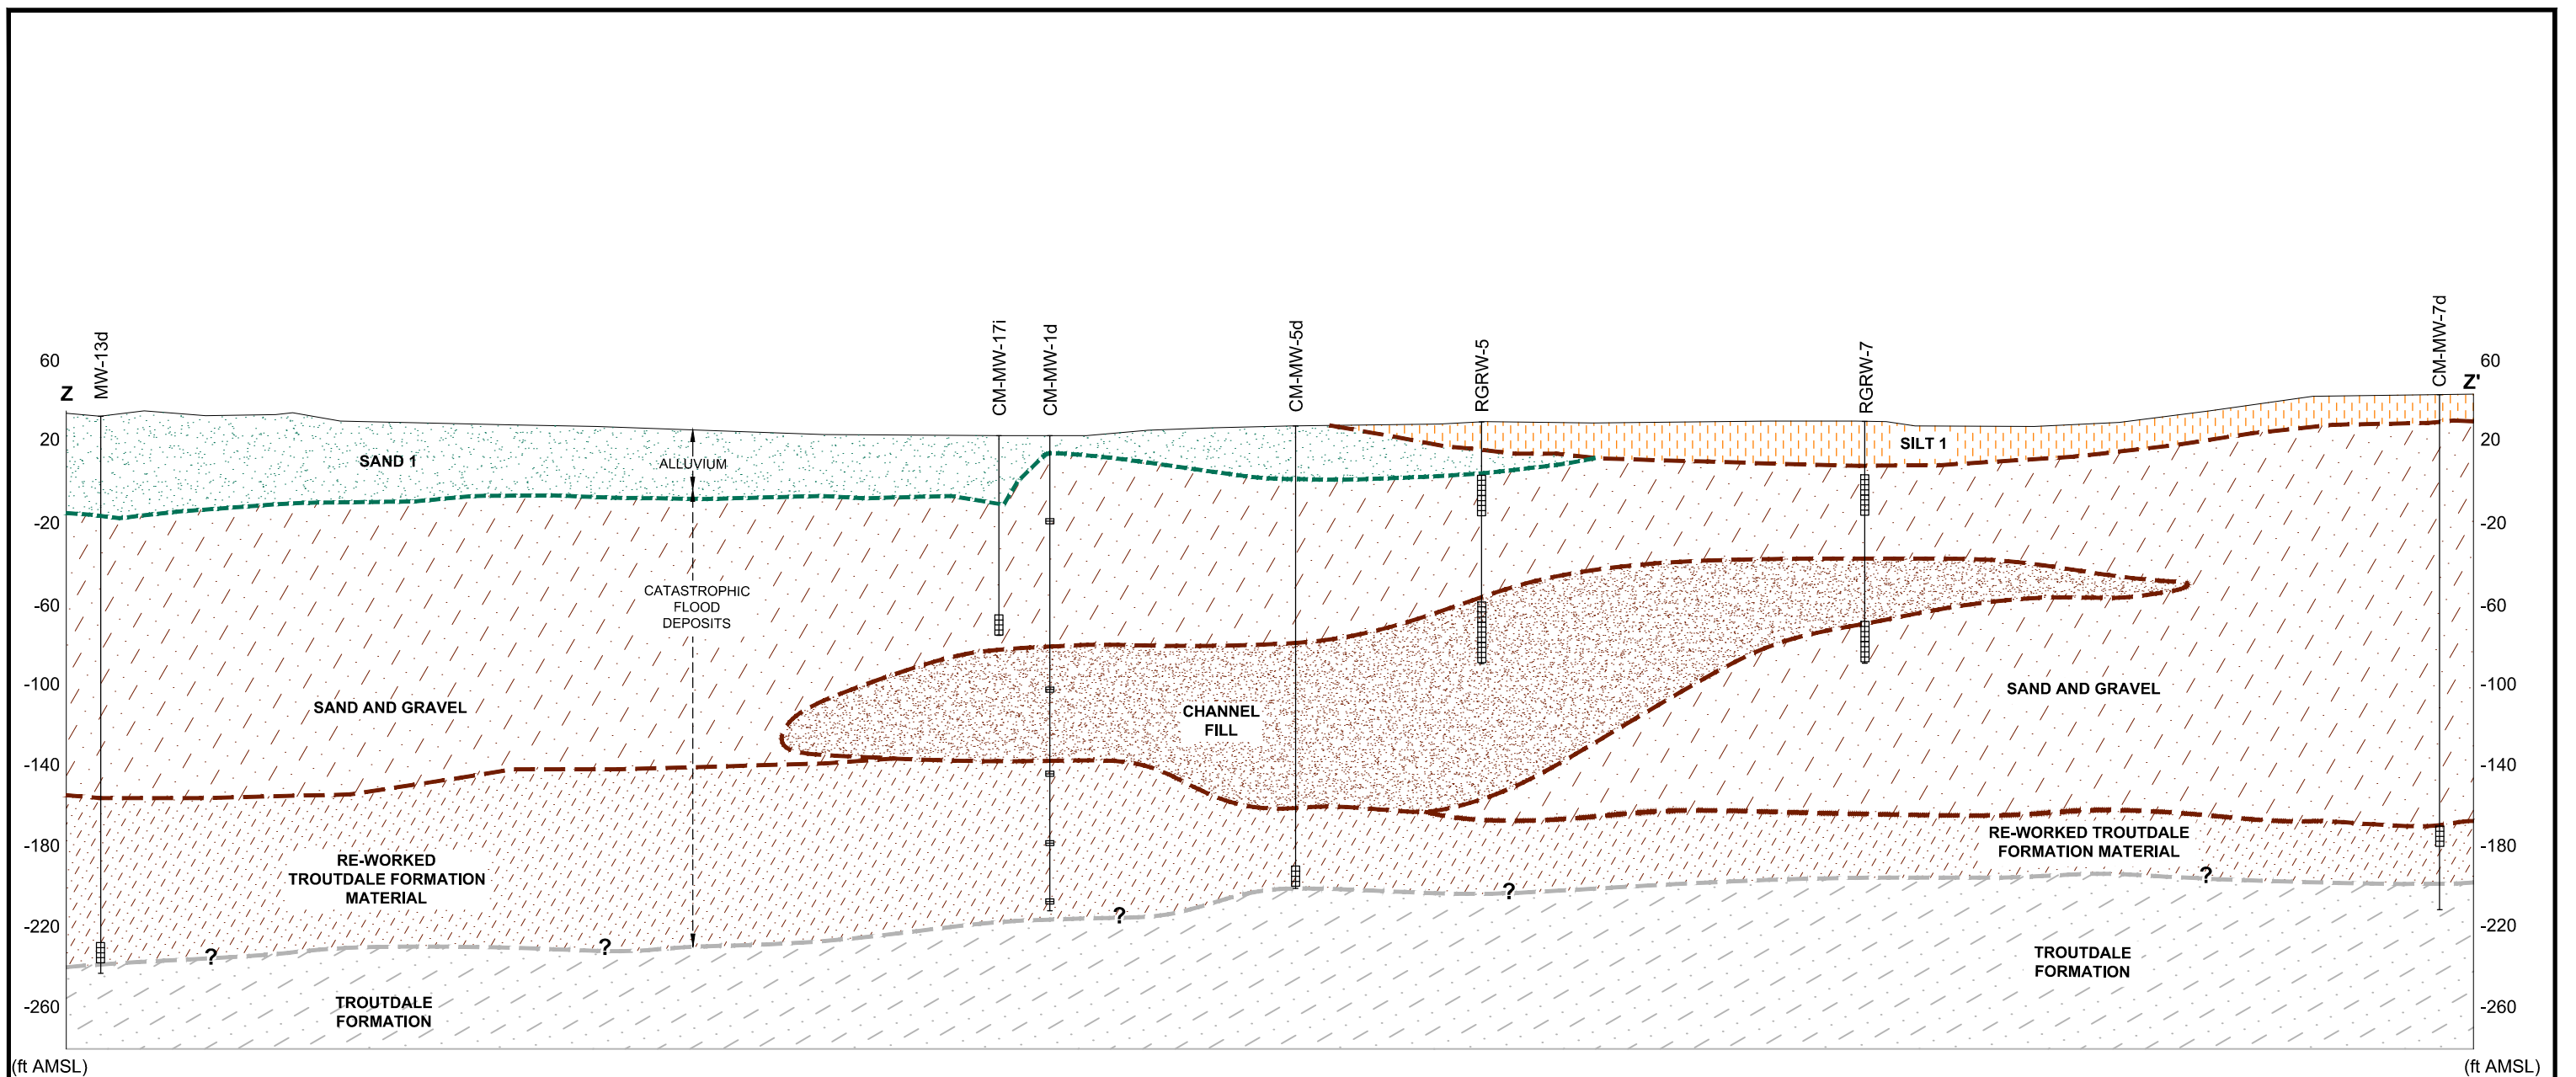 MW-13d
CM-MW-17i
CM-MW-1d
CM-MW-5d
RGRW-5
RGRW-7
CM-MW-7d
60
60
Z
Z'
20
20
SAND 1
ALLUVIUM
SILT 1
-20
-20
CATASTROPHIC
FLOOD
DEPOSITS
-60
-60
-100
-100
SAND AND GRAVEL
CHANNEL
FILL
SAND AND GRAVEL
-140
-140
-180
-180
RE-WORKED
TROUTDALE FORMATION
MATERIAL
RE-WORKED TROUTDALE
FORMATION MATERIAL
?
?
?
?
?
-220
-220
TROUTDALE
FORMATION
TROUTDALE
FORMATION
-260
-260
(ft AMSL)
(ft AMSL)